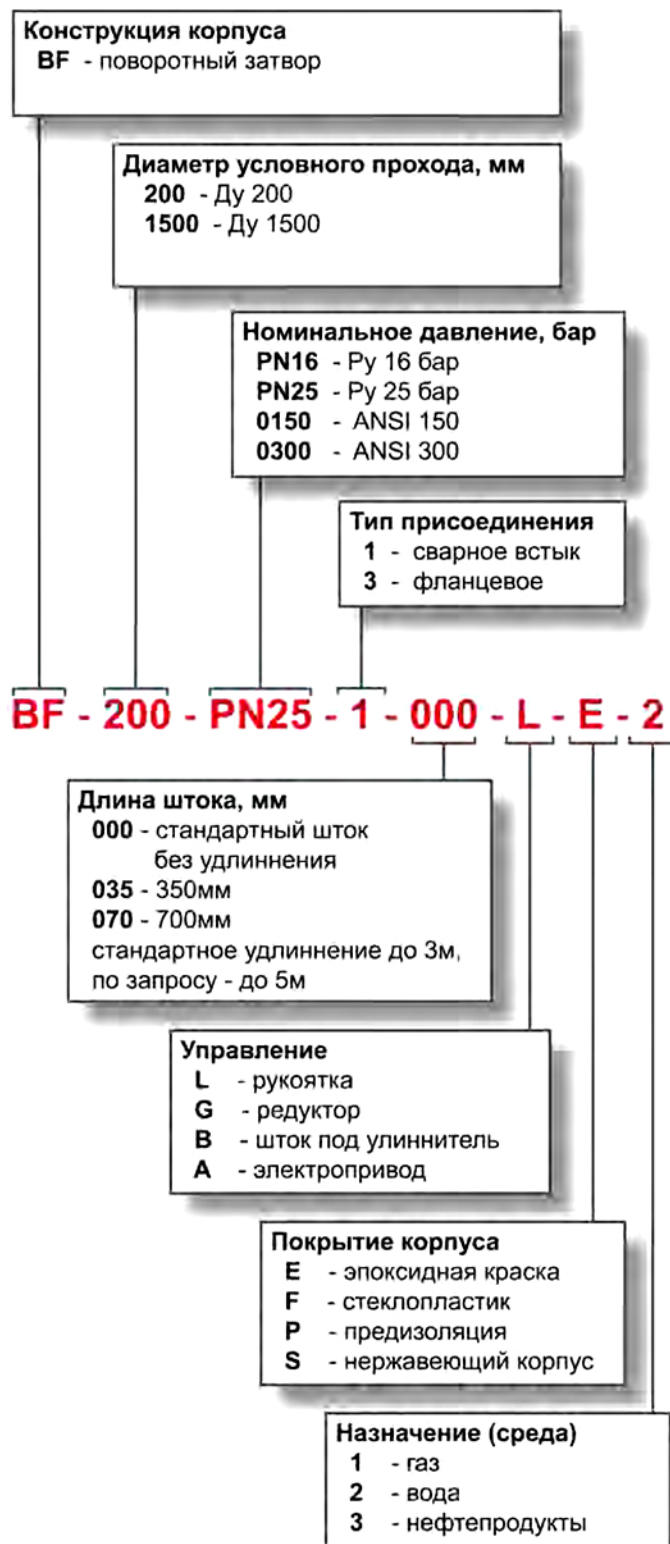 Конструкция корпуса
BF - поворотный затвор
Диаметр условного прохода, мм
200 - Ду 200
1500 - Ду 1500
Номинальное давление, бар
PN16 - Ру 16 бар
PN25 - Ру 25 бар
0150 - ANSI 150
0300 - ANSI 300
Тип присоединения
1 - сварное встык
3 - фланцевое
BF - 200 - PN25 - 1 - 000 - L - E - 2
Длина штока, мм
000 - стандартный шток
без удлиннения
035 - 350мм
070 - 700мм
стандартное удлиннение до 3м,
по запросу - до 5м
Управление
L - рукоятка
G - редуктор
B - шток под улиннитель
A - электропривод
Покрытие корпуса
E - эпоксидная краска
F - стеклопластик
P - предизоляция
S - нержавеющий корпус
Назначение (среда)
1 - газ
2 - вода
3 - нефтепродукты